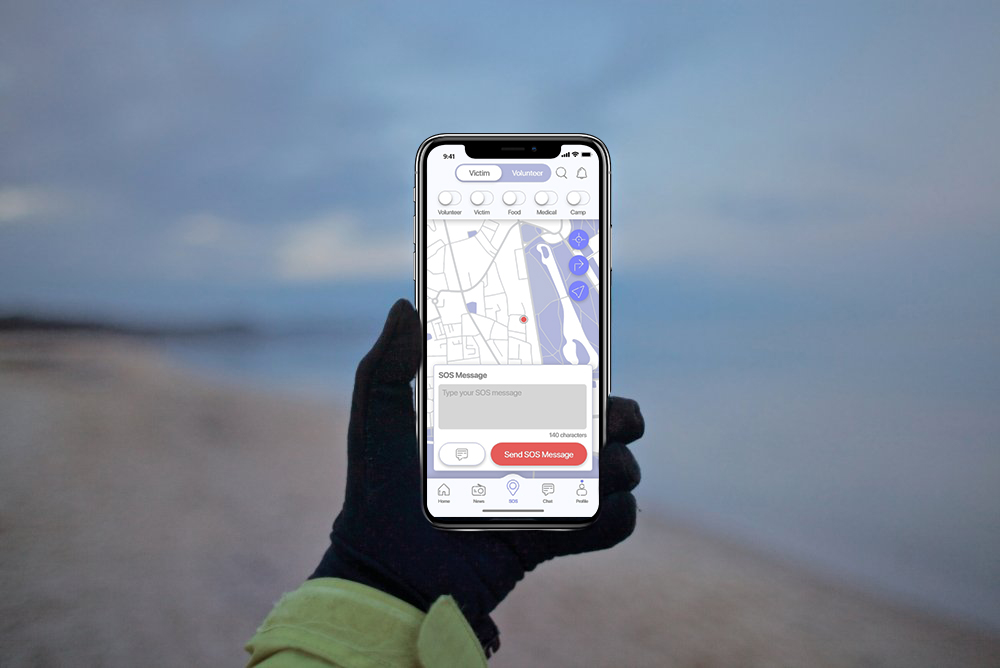 9:41
Victim Volunteer
Volunteer Victim Food Medical Camp
SOS Message
Type your SOS message
140 characters
Send SOS Message
Home News SOS Chat Profile